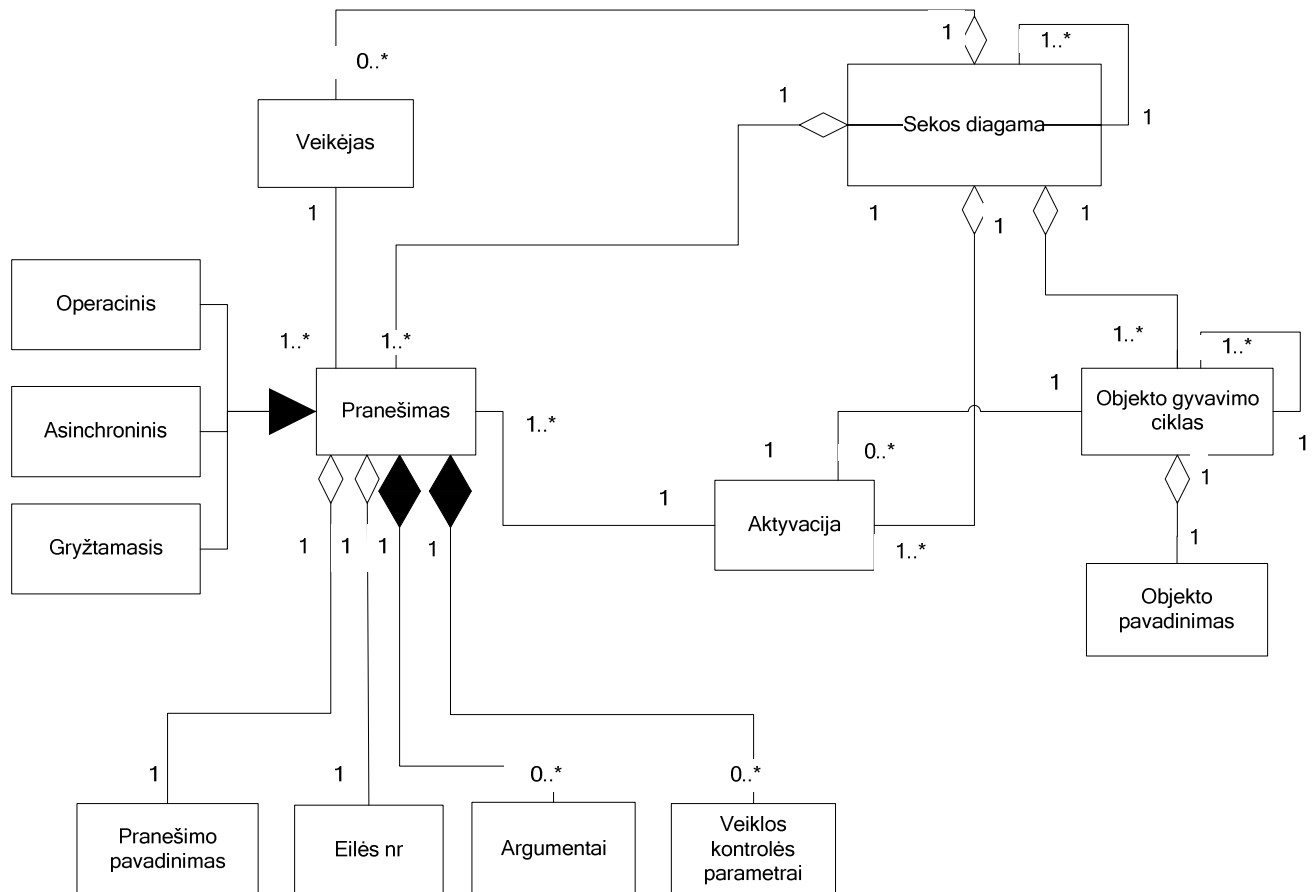 1
1..*
0..*
1
1
Veikėjas
Sekos diagama
1
1
1
1
Operacinis
1..*
1..*
1..*
1..*
1
Pranešimas
Objekto gyvavimo
ciklas
1..*
Asinchroninis
1
0..*
1
1
1
Aktyvacija
Gryžtamasis
1
1
1
1
1..*
1
Objekto
pavadinimas
1
1
0..*
0..*
Pranešimo
pavadinimas
Eilės nr
Argumentai
Veiklos
kontrolės
parametrai